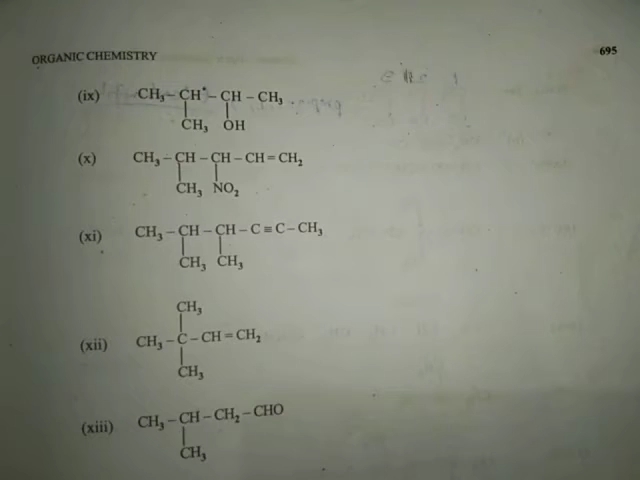 ORGANIC CHEMISTRY 695
(ix) CH₃ – CH – CH – CH₃
CH₃ OH
(x) CH₃ – CH – CH – CH = CH₂
CH₃ NO₂
(xi) CH₃ – CH – CH – C ≡ C – CH₃
CH₃ CH₃
CH₃
(xii) CH₃ – C – CH = CH₂
CH₃
(xiii) CH₃ – CH – CH₂ – CHO
CH₃